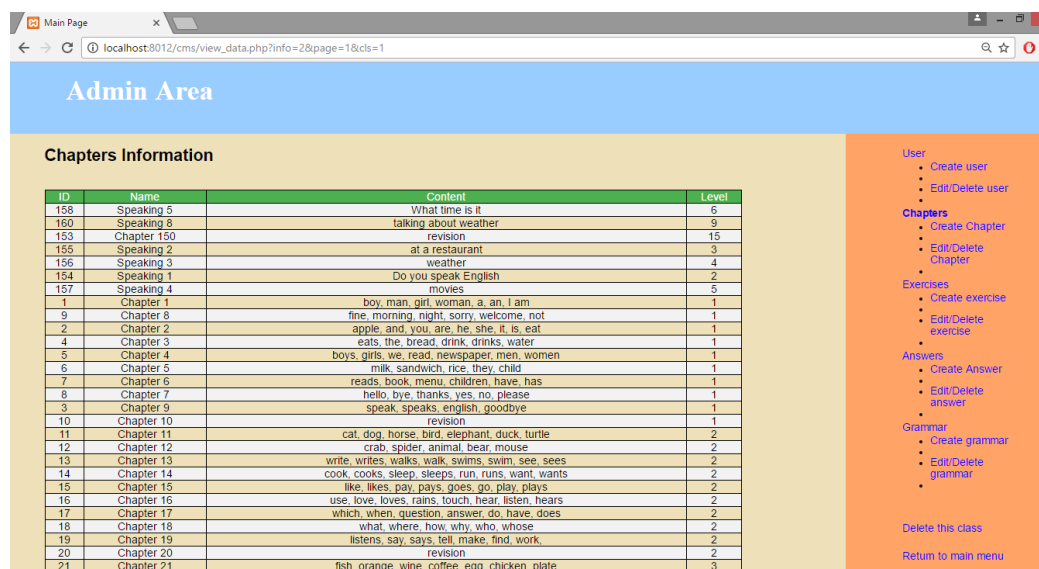 Main Page
localhost:8012/cms/view_data.php?info=2&page=1&cls=1
Admin Area
Chapters Information
ID Name Content Level
158 Speaking 5 What time is it 6
160 Speaking 8 talking about weather 9
153 Chapter 150 revision 15
155 Speaking 2 at a restaurant 3
156 Speaking 3 weather 4
154 Speaking 1 Do you speak English 2
157 Speaking 4 movies 5
1 Chapter 1 boy, man, girl, woman, a, an, I am 1
9 Chapter 8 fine, morning, night, sorry, welcome, not 1
2 Chapter 2 apple, and, you, are, he, she, it, is, eat 1
4 Chapter 3 eats, the, bread, drink, drinks, water 1
5 Chapter 4 boys, girls, we, read, newspaper, men, women 1
6 Chapter 5 milk, sandwich, rice, they, child 1
7 Chapter 6 reads, book, menu, children, have, has 1
8 Chapter 7 hello, bye, thanks, yes, no, please 1
3 Chapter 9 speak, speaks, english, goodbye 1
10 Chapter 10 revision 1
11 Chapter 11 cat, dog, horse, bird, elephant, duck, turtle 2
12 Chapter 12 crab, spider, animal, bear, mouse 2
13 Chapter 13 write, writes, walks, walk, swims, swim, see, sees 2
14 Chapter 14 cook, cooks, sleep, sleeps, run, runs, want, wants 2
15 Chapter 15 like, likes, pay, pays, goes, go, play, plays 2
16 Chapter 16 use, love, loves, rains, touch, hear, listen, hears 2
17 Chapter 17 which, when, question, answer, do, have, does 2
18 Chapter 18 what, where, how, why, who, whose 2
19 Chapter 19 listens, say, says, tell, make, find, work, 2
20 Chapter 20 revision 2
21 Chapter 21 fish, orange, wine, coffee, egg, chicken, plate 3
User
Create user
Edit/Delete user
Chapters
Create Chapter
Edit/Delete
Chapter
Exercises
Create exercise
Edit/Delete
exercise
Answers
Create Answer
Edit/Delete
answer
Grammar
Create grammar
Edit/Delete
grammar
Delete this class
Return to main menu